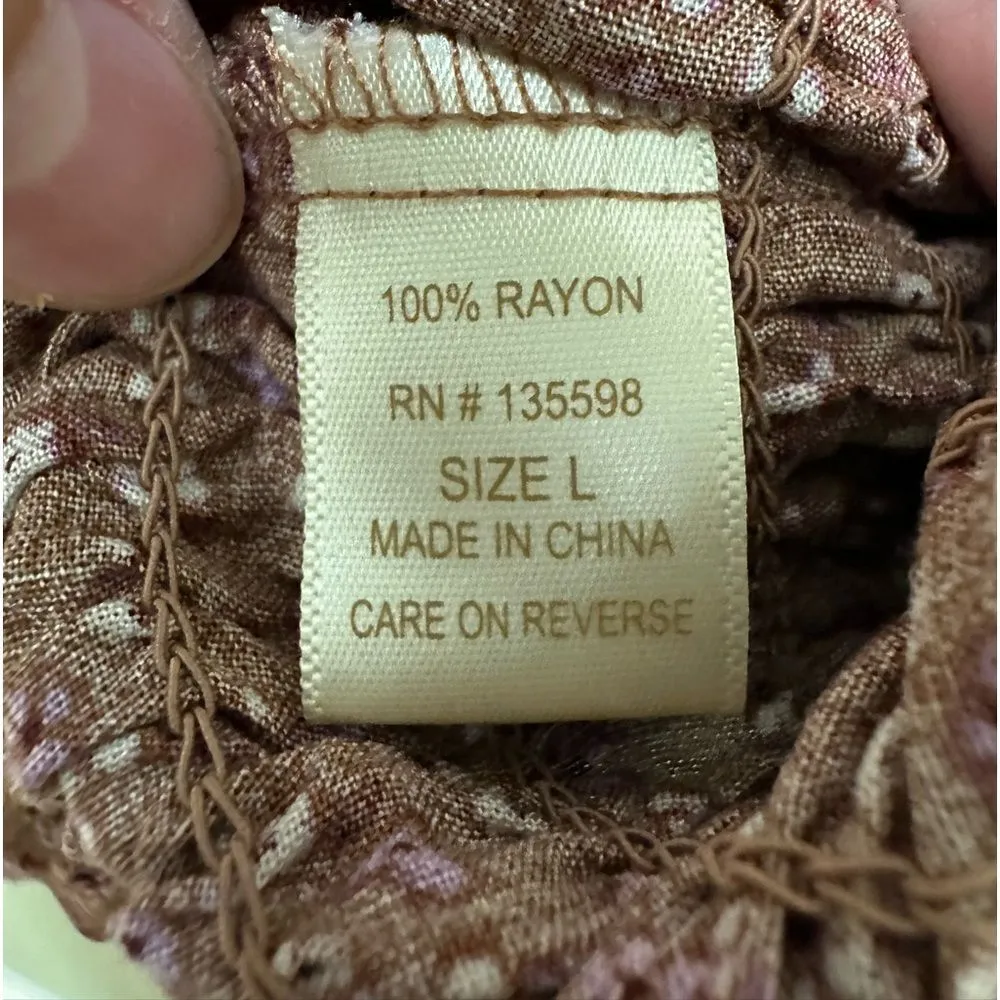 100% RAYON
RN # 135598
SIZE L
MADE IN CHINA
CARE ON REVERSE